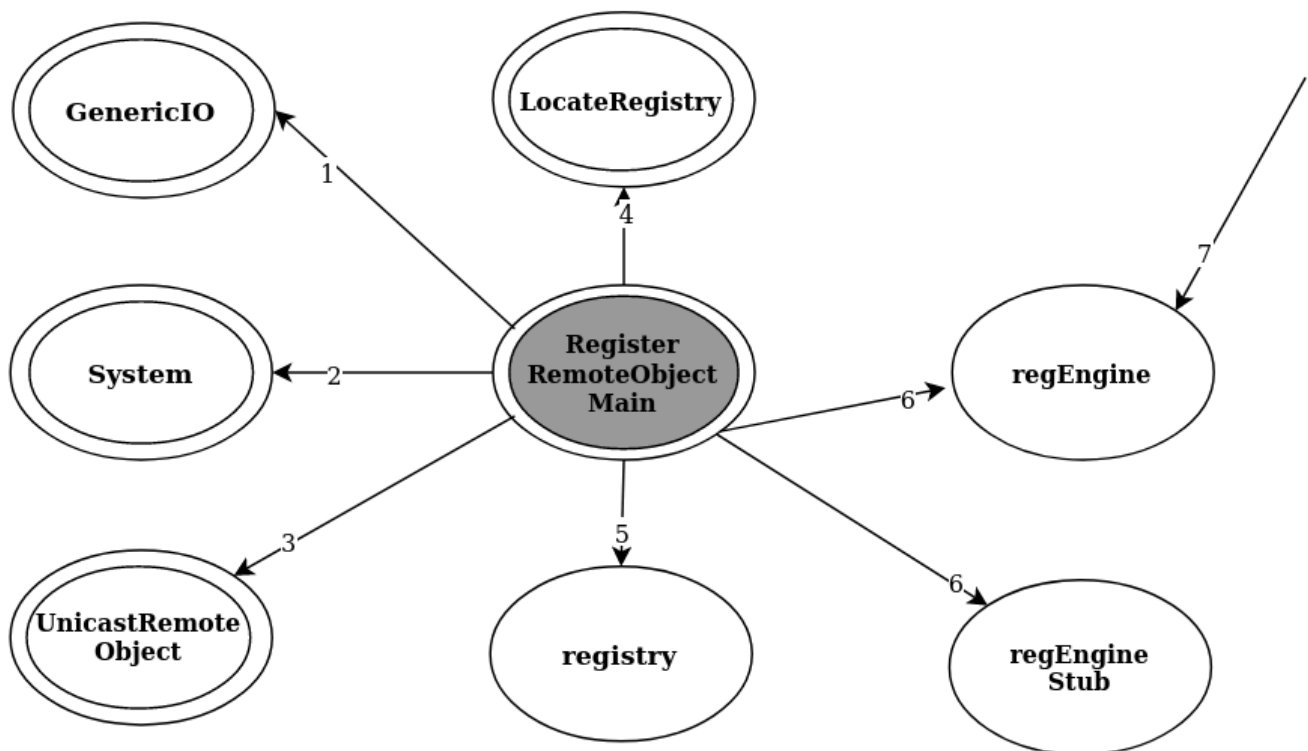 GenericIO
LocateRegistry
1
4
7
System
2
Register
RemoteObject
Main
6
regEngine
3
5
6
UnicastRemote
Object
registry
regEngine
Stub